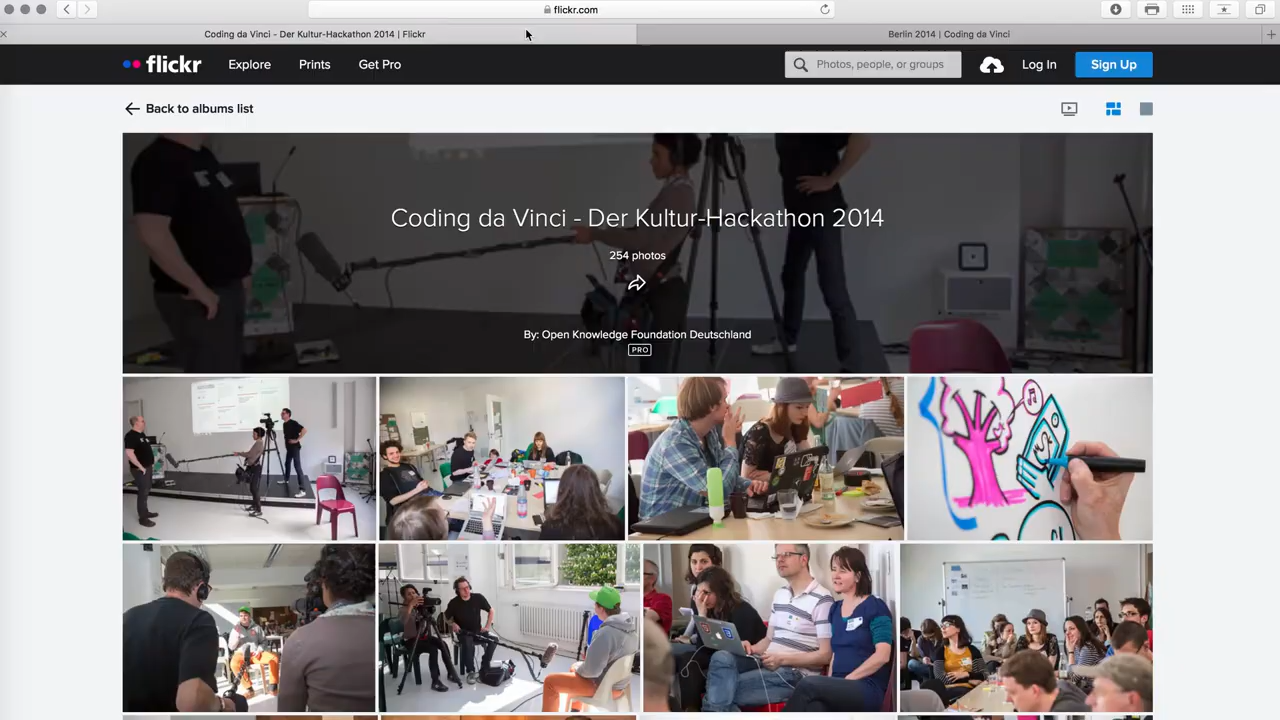 flickr.com
Coding da Vinci - Der Kultur-Hackathon 2014 | Flickr
Berlin 2014 | Coding da Vinci
flickr
Explore
Prints
Get Pro
Photos, people, or groups
Log In
Sign Up
Back to albums list
Coding da Vinci - Der Kultur-Hackathon 2014
254 photos
By: Open Knowledge Foundation Deutschland
PRO